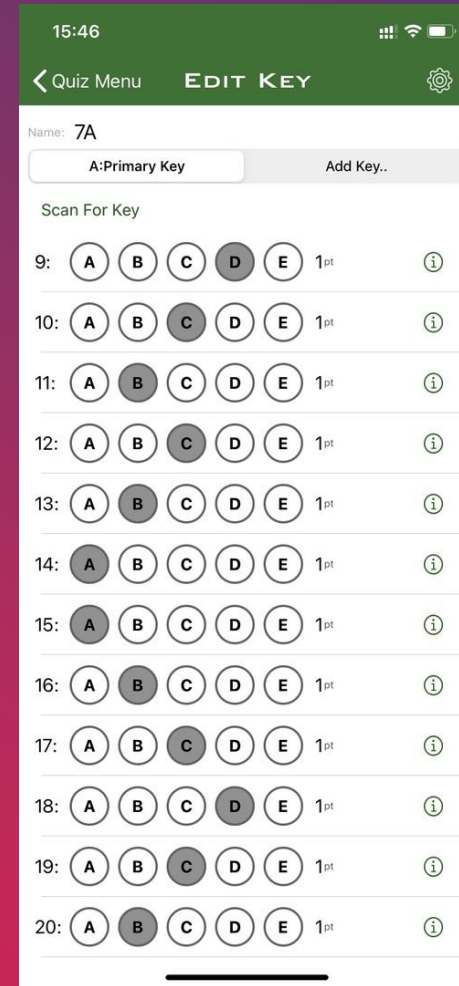 15:46
Quiz Menu EDIT KEY
Name: 7A
A:Primary Key Add Key..
Scan For Key
9: A B C D E 1pt
10: A B C D E 1pt
11: A B C D E 1pt
12: A B C D E 1pt
13: A B C D E 1pt
14: A B C D E 1pt
15: A B C D E 1pt
16: A B C D E 1pt
17: A B C D E 1pt
18: A B C D E 1pt
19: A B C D E 1pt
20: A B C D E 1pt